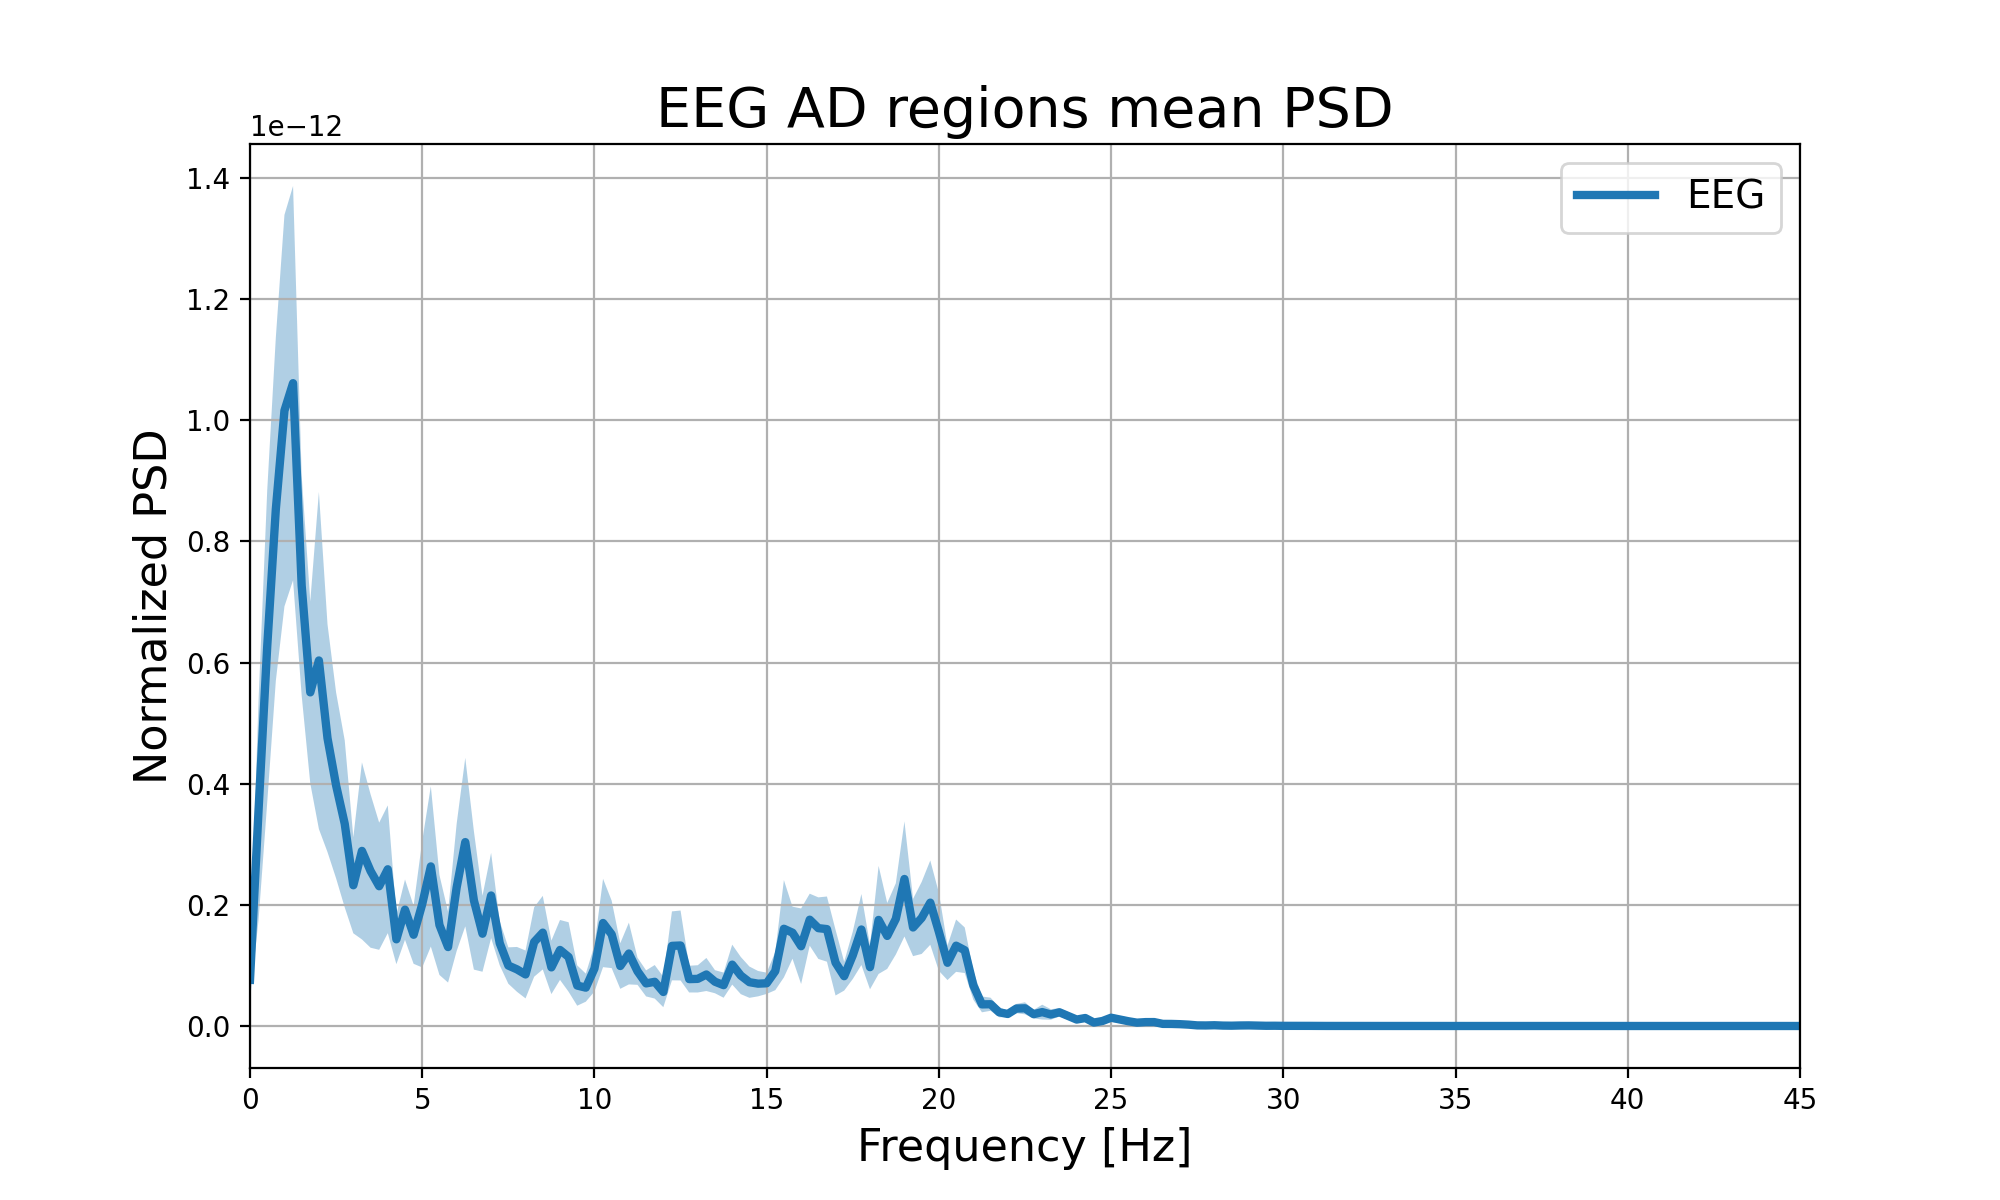 EEG AD regions mean PSD
1e−12
EEG
1.4
1.2
1.0
0.8
0.6
0.4
0.2
0.0
Normalized PSD
0 5 10 15 20 25 30 35 40 45
Frequency [Hz]